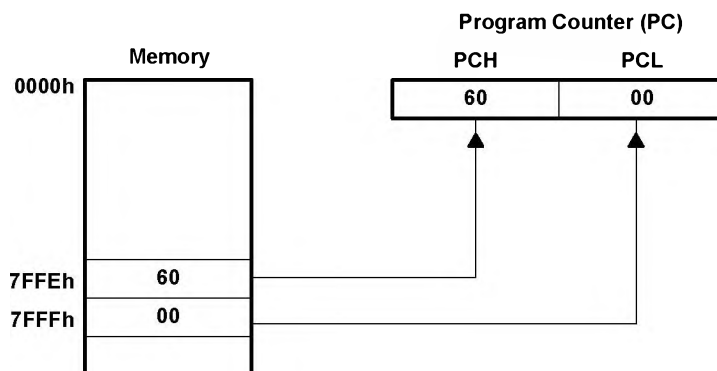 Program Counter (PC)
Memory
PCH PCL
0000h
60 00
7FFEh 60
7FFFh 00